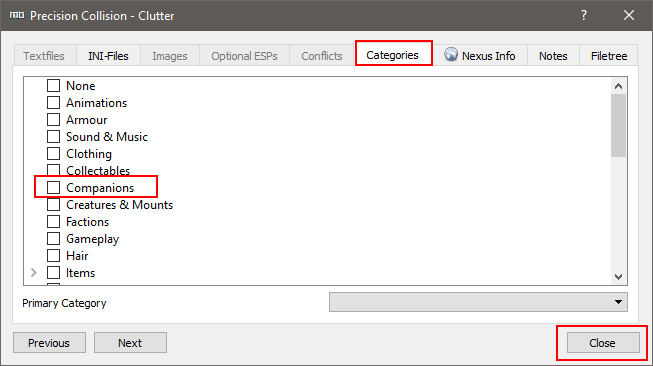 Precision Collision - Clutter
Textfiles INI-Files Images Optional ESPs Conflicts Categories Nexus Info Notes Filetree
None
Animations
Armour
Sound & Music
Clothing
Collectables
Companions
Creatures & Mounts
Factions
Gameplay
Hair
Items
Primary Category
Previous Next Close